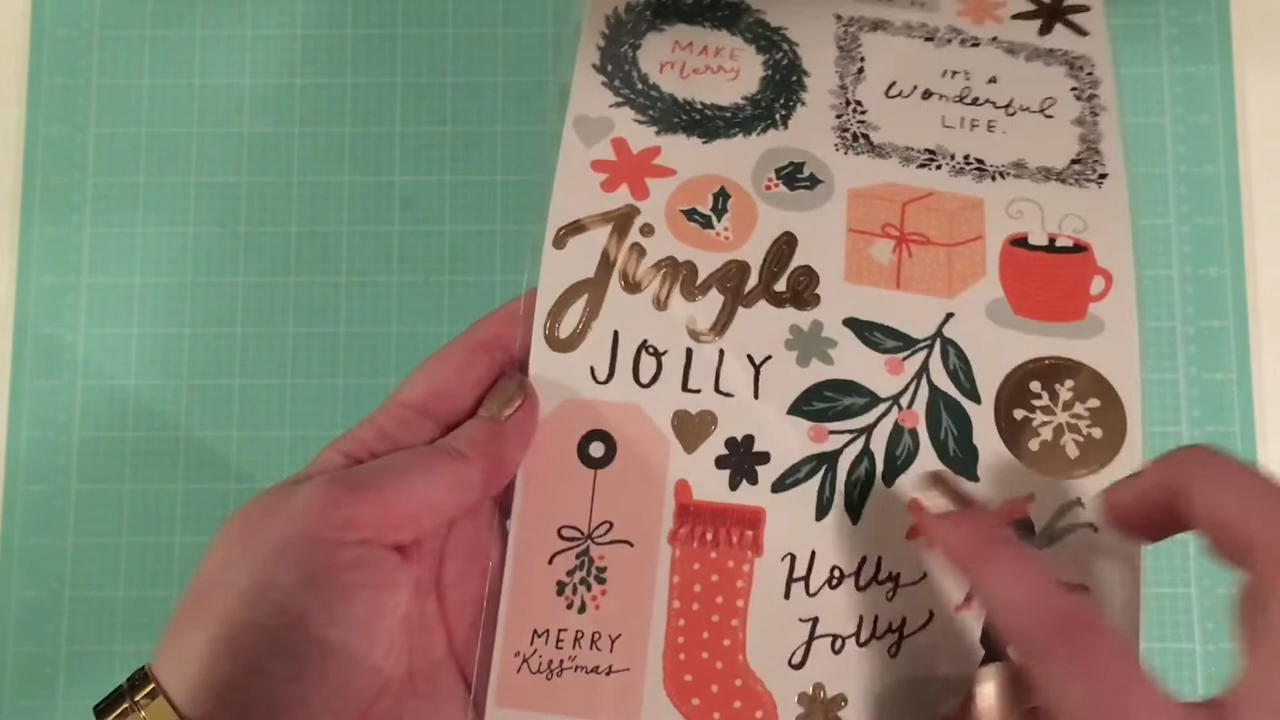 MAKE
merry
IT'S A
wonderful
LIFE.
Jingle
JOLLY
Holly
Jolly
MERRY
"Kiss"mas